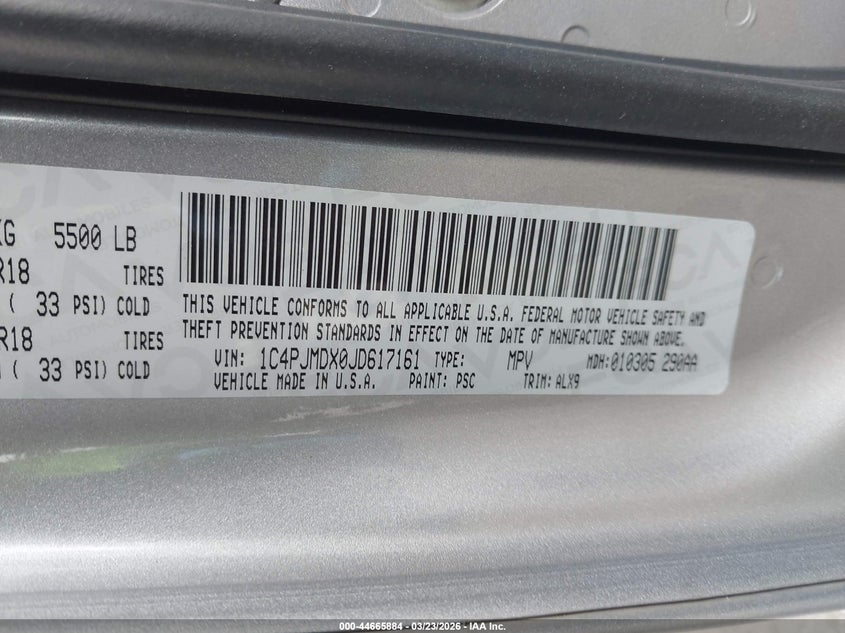 KG 5500 LB
R18 TIRES
( 33 PSI) COLD
R18 TIRES
( 33 PSI) COLD
THIS VEHICLE CONFORMS TO ALL APPLICABLE U.S.A. FEDERAL MOTOR VEHICLE SAFETY AND
THEFT PREVENTION STANDARDS IN EFFECT ON THE DATE OF MANUFACTURE SHOWN ABOVE.
VIN: 1C4PJMDX0JD617161 TYPE: MPV MDH: 010305 290AA
VEHICLE MADE IN U.S.A. PAINT: PSC TRIM: ALX9
© - 44665884 - 03/23/2026 - IAA Inc.